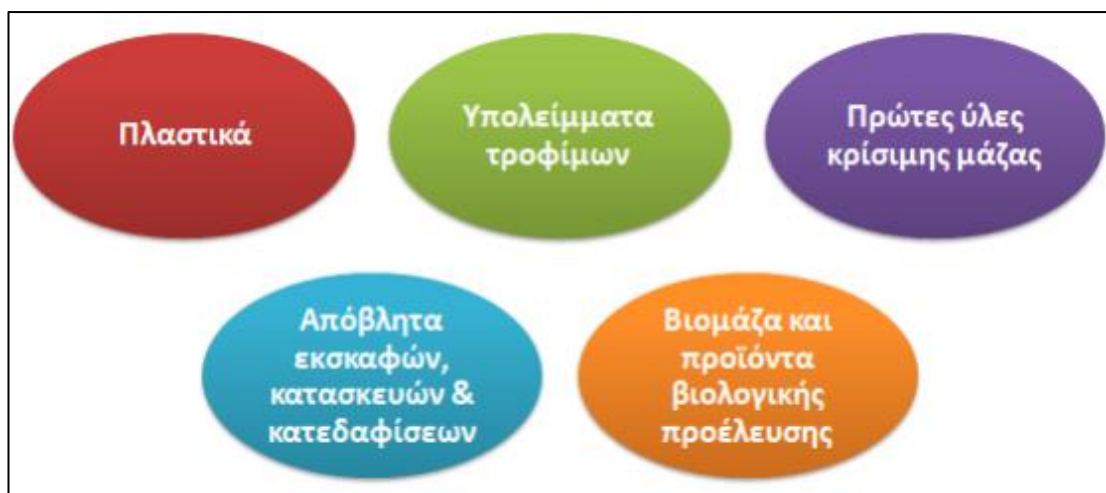 Πλαστικά
Υπολείμματα
τροφίμων
Πρώτες ύλες
κρίσιμης μάζας
Απόβλητα
εκσκαφών,
κατασκευών &
κατεδαφίσεων
Βιομάζα και
προϊόντα
βιολογικής
προέλευσης